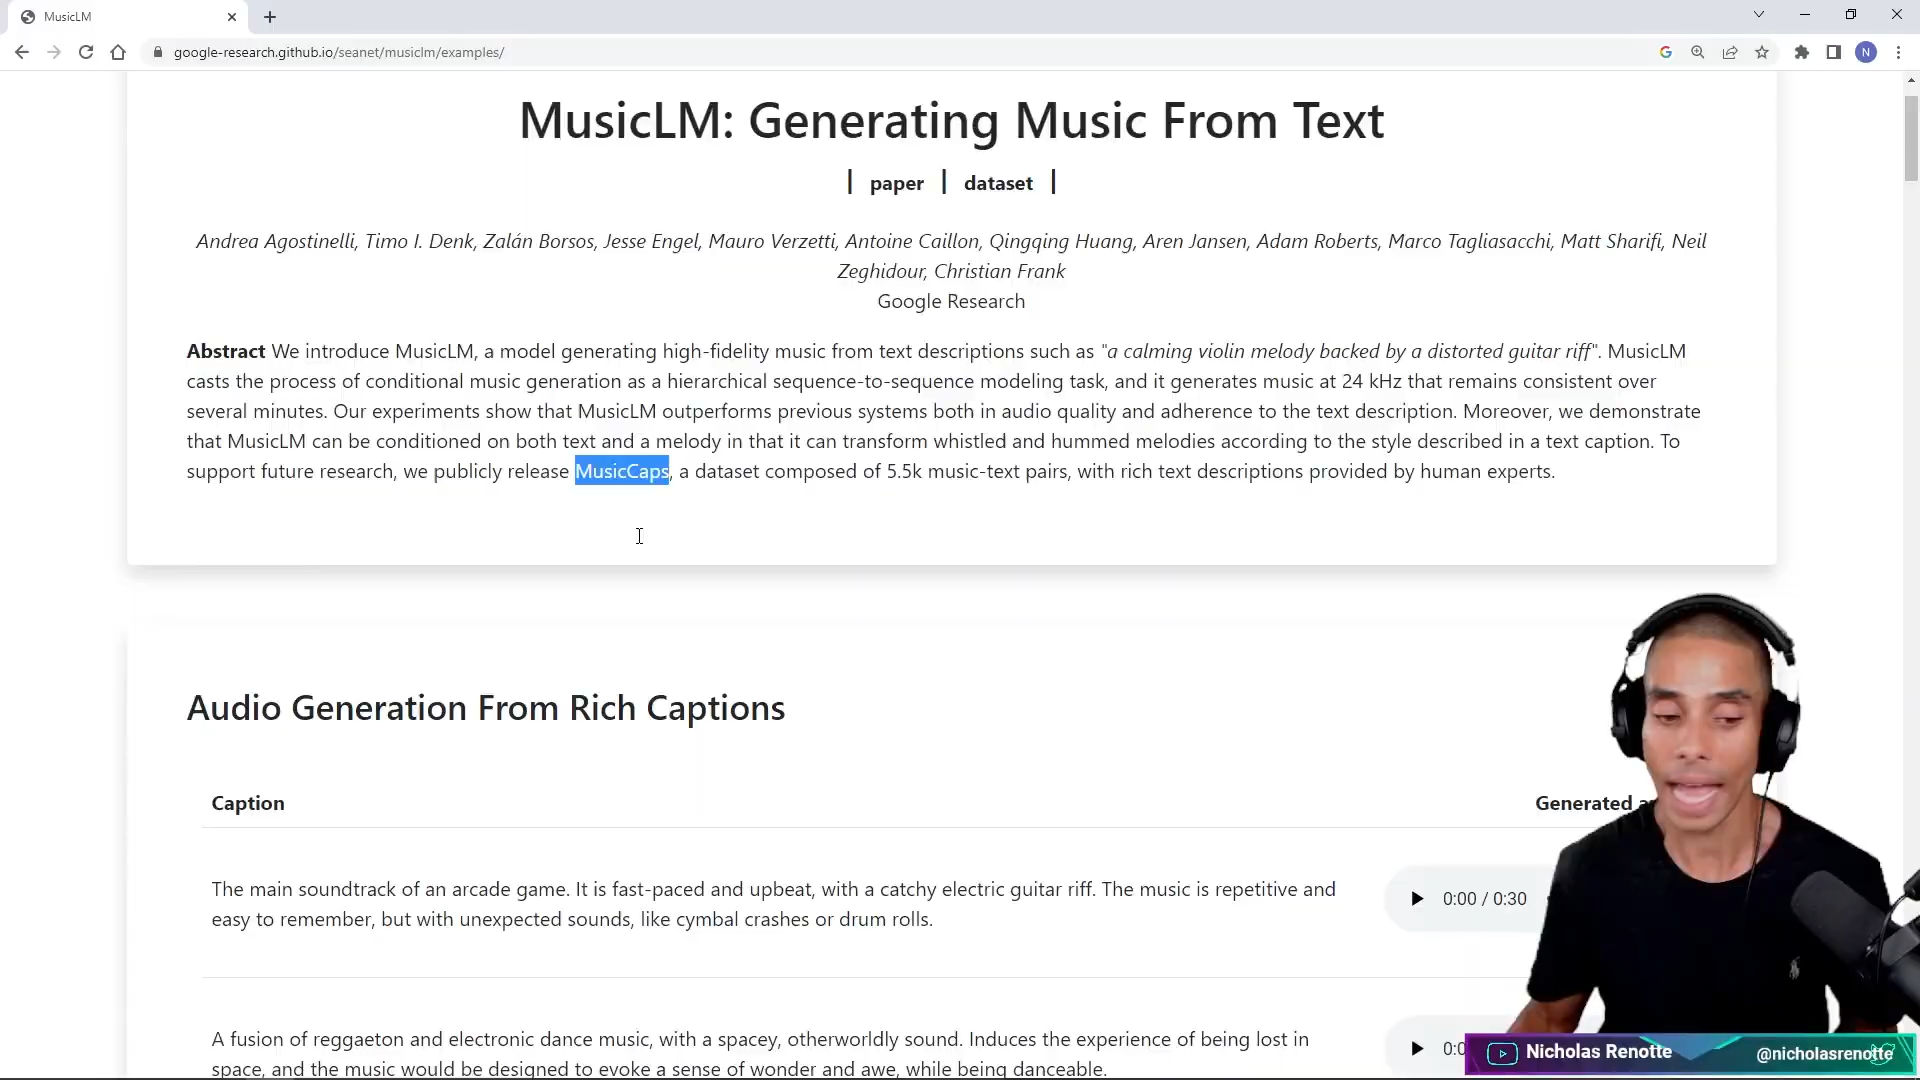 MusicLM
google-research.github.io/seanet/musiclm/examples/
N
MusicLM: Generating Music From Text
| paper | dataset |
Andrea Agostinelli, Timo I. Denk, Zalán Borsos, Jesse Engel, Mauro Verzetti, Antoine Caillon, Qingqing Huang, Aren Jansen, Adam Roberts, Marco Tagliasacchi, Matt Sharifi, Neil
Zeghidour, Christian Frank
Google Research
Abstract We introduce MusicLM, a model generating high-fidelity music from text descriptions such as "a calming violin melody backed by a distorted guitar riff". MusicLM
casts the process of conditional music generation as a hierarchical sequence-to-sequence modeling task, and it generates music at 24 kHz that remains consistent over
several minutes. Our experiments show that MusicLM outperforms previous systems both in audio quality and adherence to the text description. Moreover, we demonstrate
that MusicLM can be conditioned on both text and a melody in that it can transform whistled and hummed melodies according to the style described in a text caption. To
support future research, we publicly release MusicCaps, a dataset composed of 5.5k music-text pairs, with rich text descriptions provided by human experts.
Audio Generation From Rich Captions
Caption
Generated
The main soundtrack of an arcade game. It is fast-paced and upbeat, with a catchy electric guitar riff. The music is repetitive and
easy to remember, but with unexpected sounds, like cymbal crashes or drum rolls.
0:00 / 0:30
A fusion of reggaeton and electronic dance music, with a spacey, otherworldly sound. Induces the experience of being lost in
space, and the music would be designed to evoke a sense of wonder and awe, while being danceable.
Nicholas Renotte
@nicholasrenotte